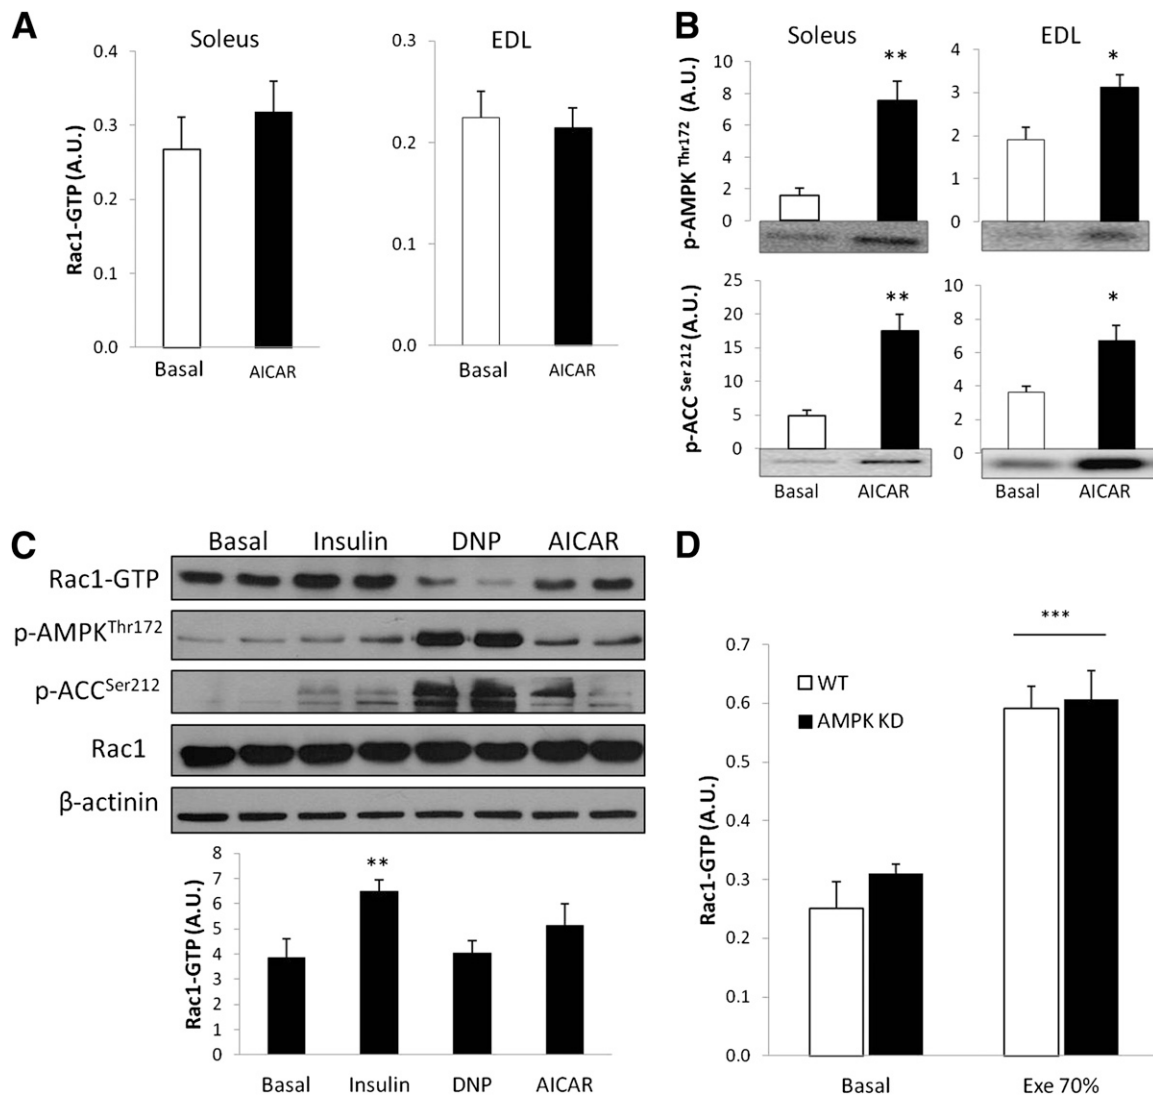 A
Soleus
EDL
Rac1-GTP (A.U.)
0.4
0.3
0.2
0.1
0.0
Basal
AICAR
0.3
0.2
0.1
0.0
Basal
AICAR
B
Soleus
EDL
p-AMPK Thr172 (A.U.)
10
8
6
4
2
0
**
4
3
2
1
0
*
p-ACC Ser 212 (A.U.)
25
20
15
10
5
0
**
10
8
6
4
2
0
*
Basal
AICAR
Basal
AICAR
C
Basal Insulin DNP AICAR
Rac1-GTP
p-AMPKThr172
p-ACCSer212
Rac1
β-actinin
Rac1-GTP (A.U.)
8
7
6
5
4
3
2
1
0
**
Basal Insulin DNP AICAR
D
***
WT
AMPK KD
Rac1-GTP (A.U.)
0.7
0.6
0.5
0.4
0.3
0.2
0.1
0.0
Basal
Exe 70%